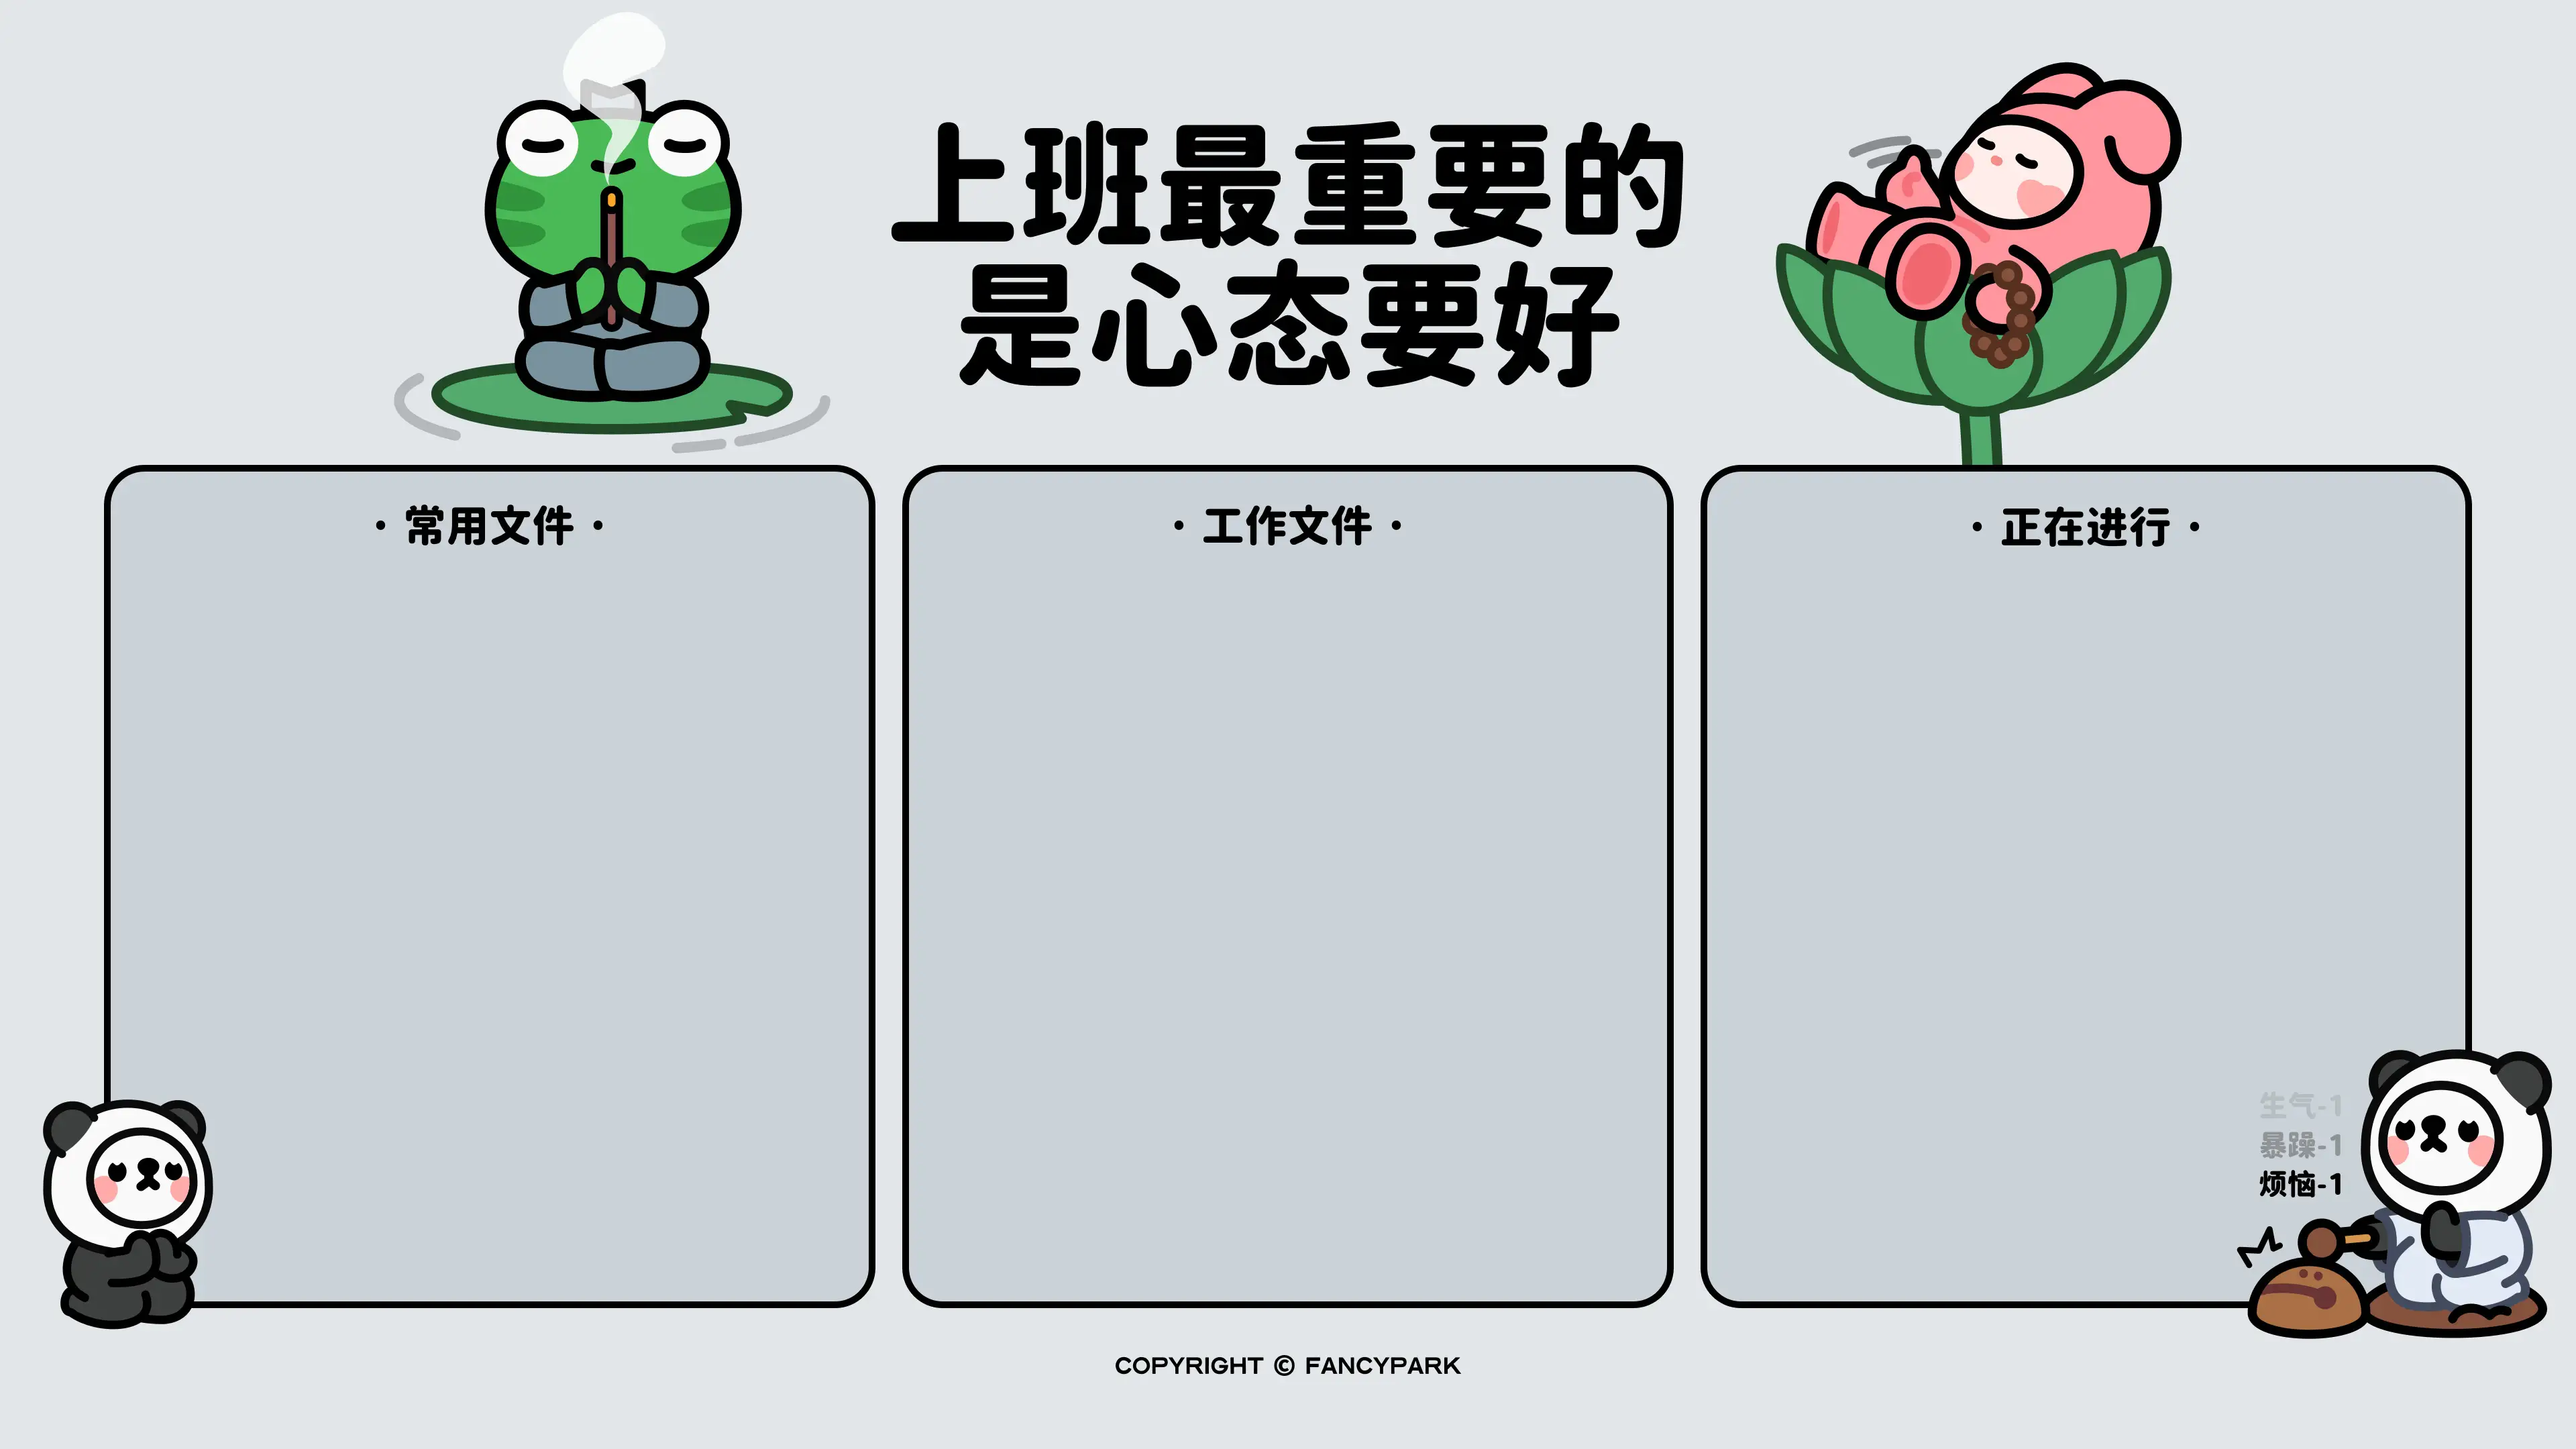 上班最重要的
是心态要好
· 常用文件 ·
· 工作文件 ·
· 正在进行 ·
生气-1
暴躁-1
烦恼-1
COPYRIGHT © FANCYPARK